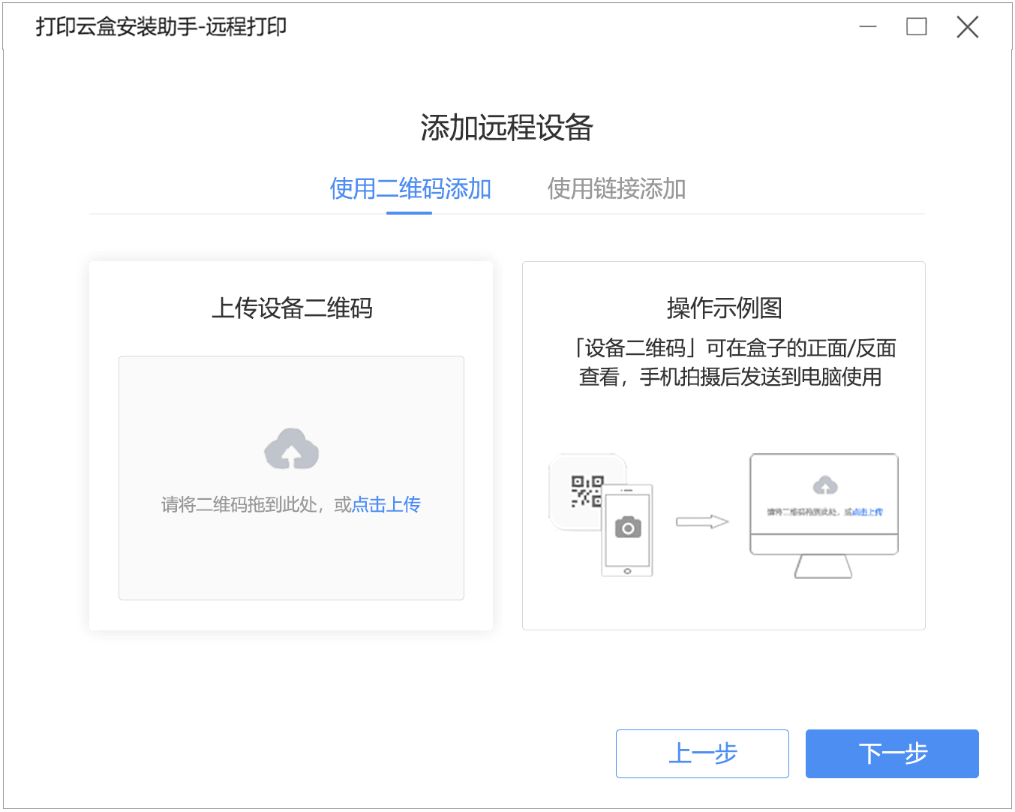 打印云盒安装助手-远程打印
添加远程设备
使用二维码添加
使用链接添加
上传设备二维码
请将二维码拖到此处，或点击上传
操作示例图
「设备二维码」可在盒子的正面/反面
查看，手机拍摄后发送到电脑使用
请将二维码拖到此处，或点击上传
上一步
下一步